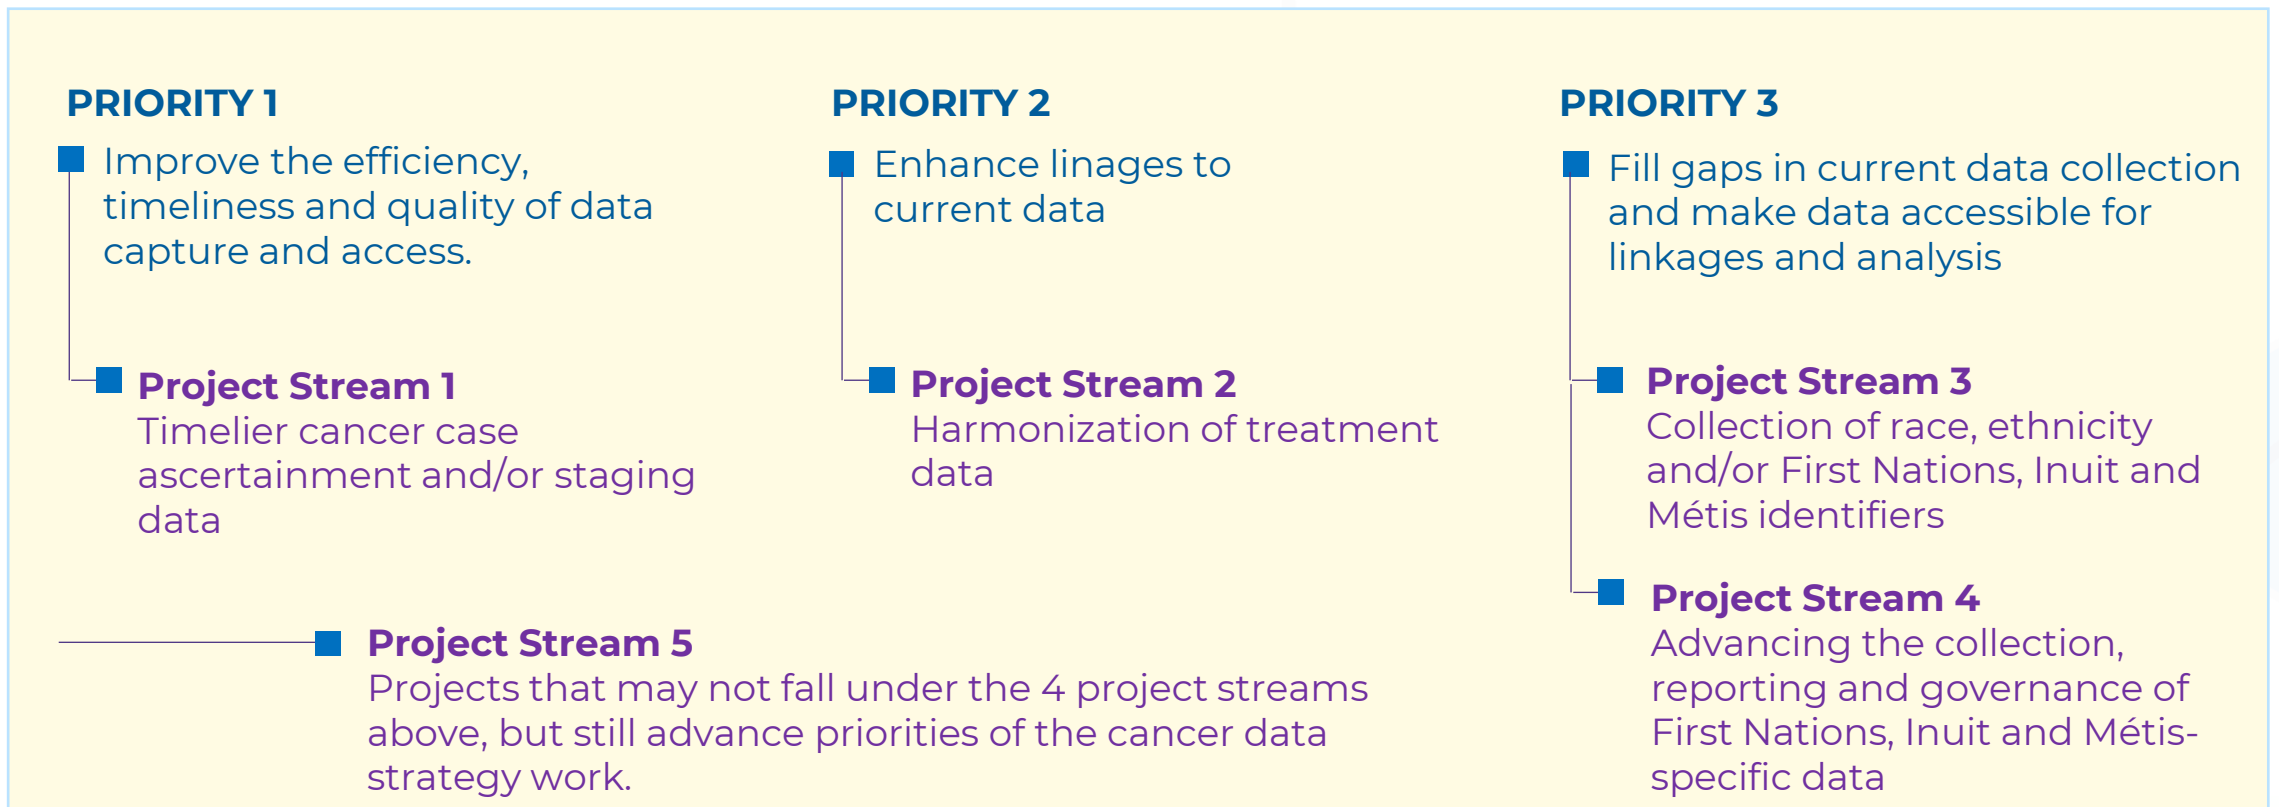 PRIORITY 1
Improve the efficiency,
timeliness and quality of data
capture and access.
Project Stream 1
Timelier cancer case
ascertainment and/or staging
data
PRIORITY 2
Enhance linages to
current data
Project Stream 2
Harmonization of treatment
data
PRIORITY 3
Fill gaps in current data collection
and make data accessible for
linkages and analysis
Project Stream 3
Collection of race, ethnicity
and/or First Nations, Inuit and
Métis identifiers
Project Stream 4
Advancing the collection,
reporting and governance of
First Nations, Inuit and Métis-
specific data
Project Stream 5
Projects that may not fall under the 4 project streams
above, but still advance priorities of the cancer data
strategy work.